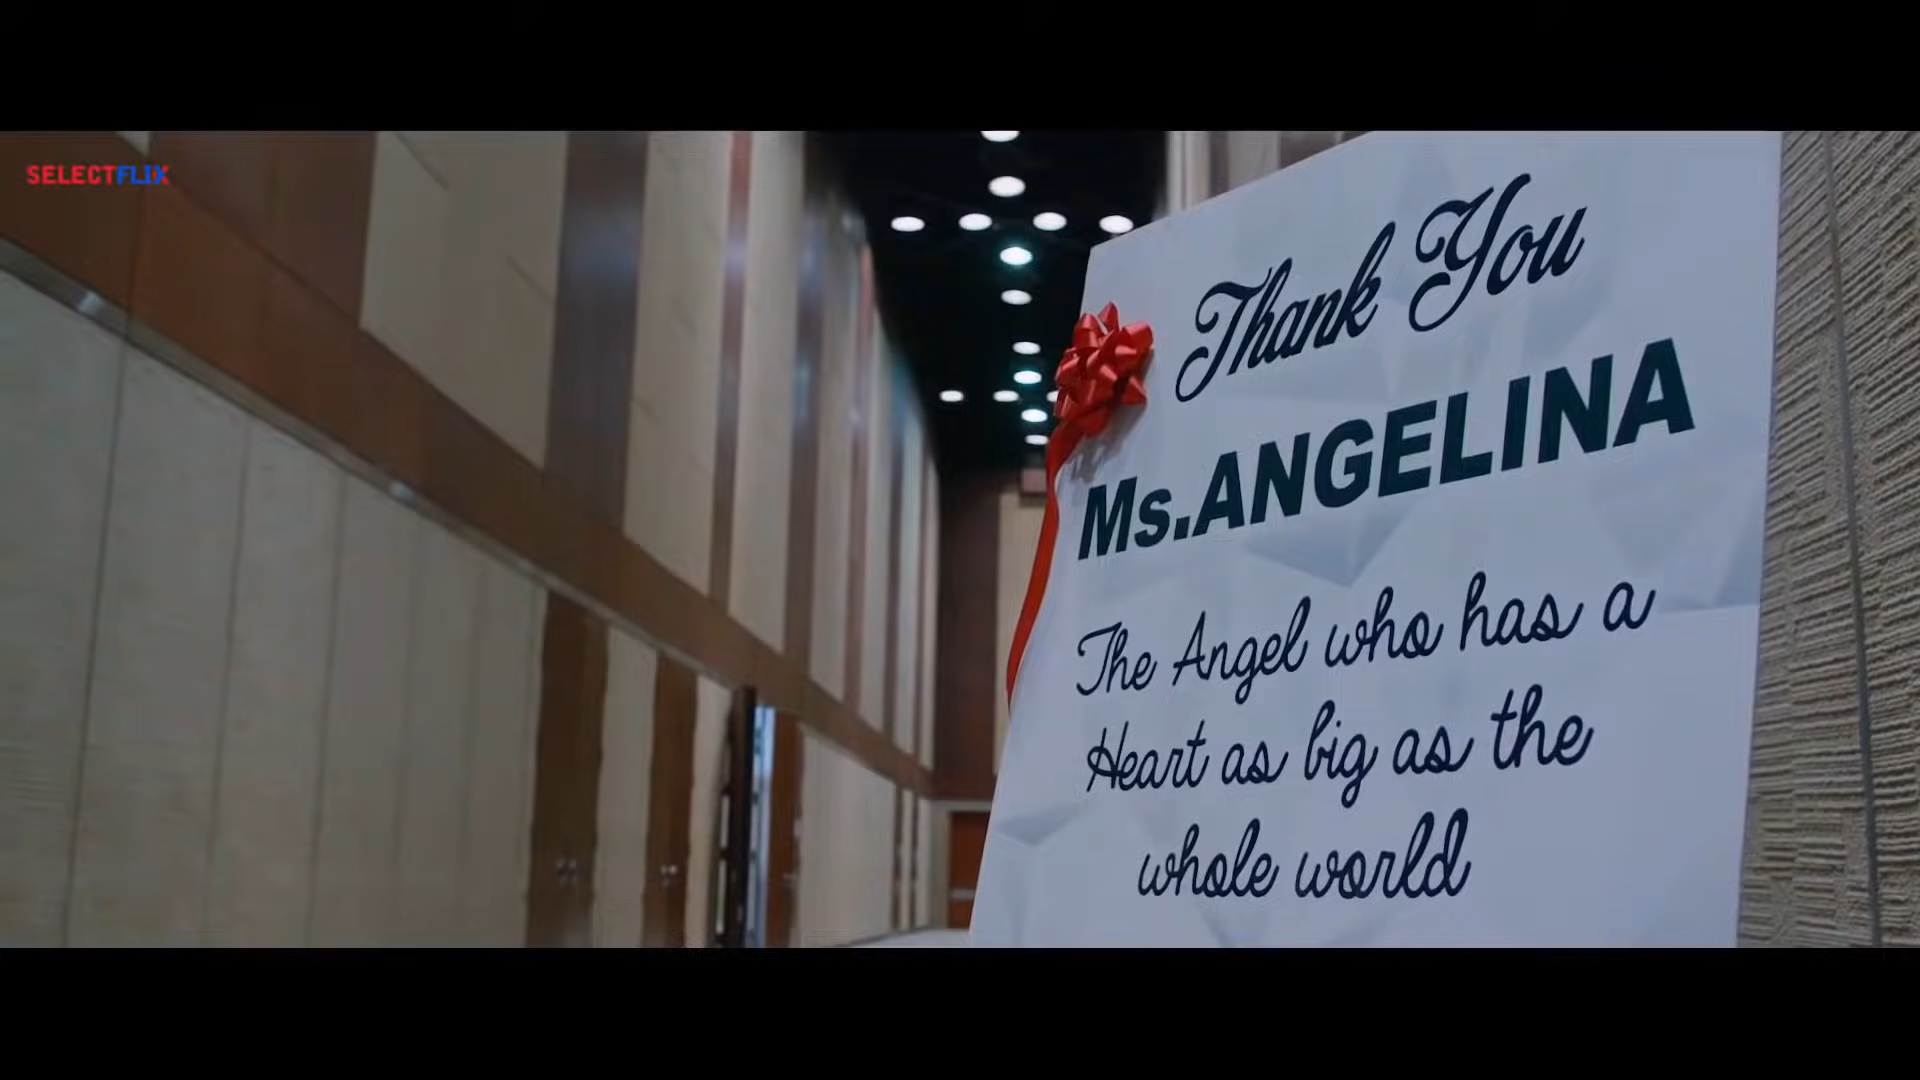 SELECTFLIX
Thank You
Ms.ANGELINA
The Angel who has a
Heart as big as the
whole world